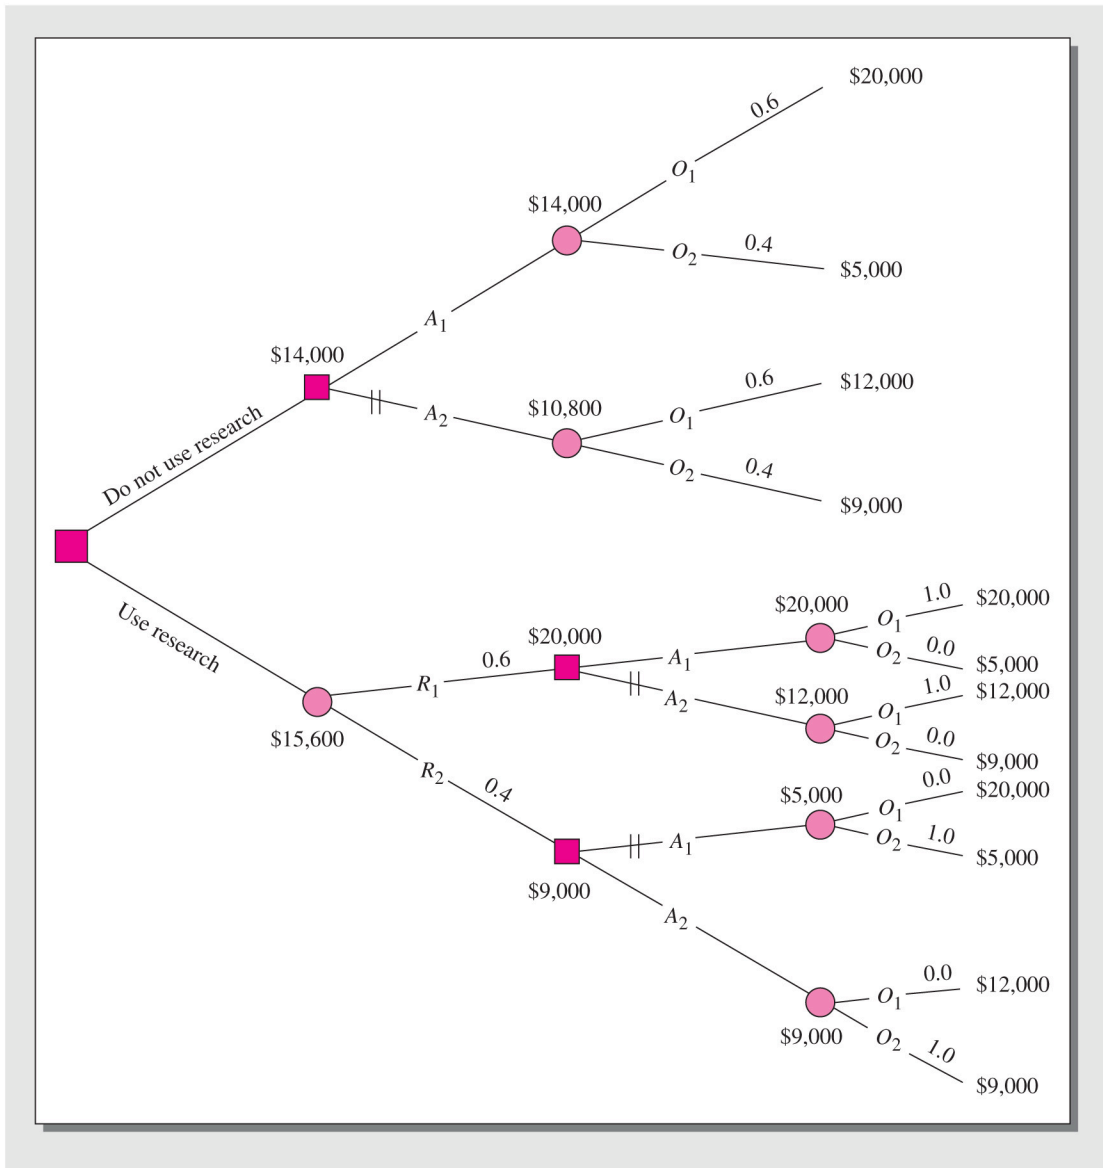 $20,000
0.6
O1
$14,000
O2
0.4
$5,000
A1
$14,000
A2
$10,800
O1
0.6
$12,000
O2
0.4
$9,000
Do not use research
Use research
$15,600
R1
0.6
$20,000
A1
$20,000
O1
1.0
$20,000
O2
0.0
$5,000
A2
$12,000
O1
1.0
$12,000
O2
0.0
$9,000
R2
0.4
$9,000
A1
$5,000
O1
0.0
$20,000
O2
1.0
$5,000
A2
$9,000
O1
0.0
$12,000
O2
1.0
$9,000